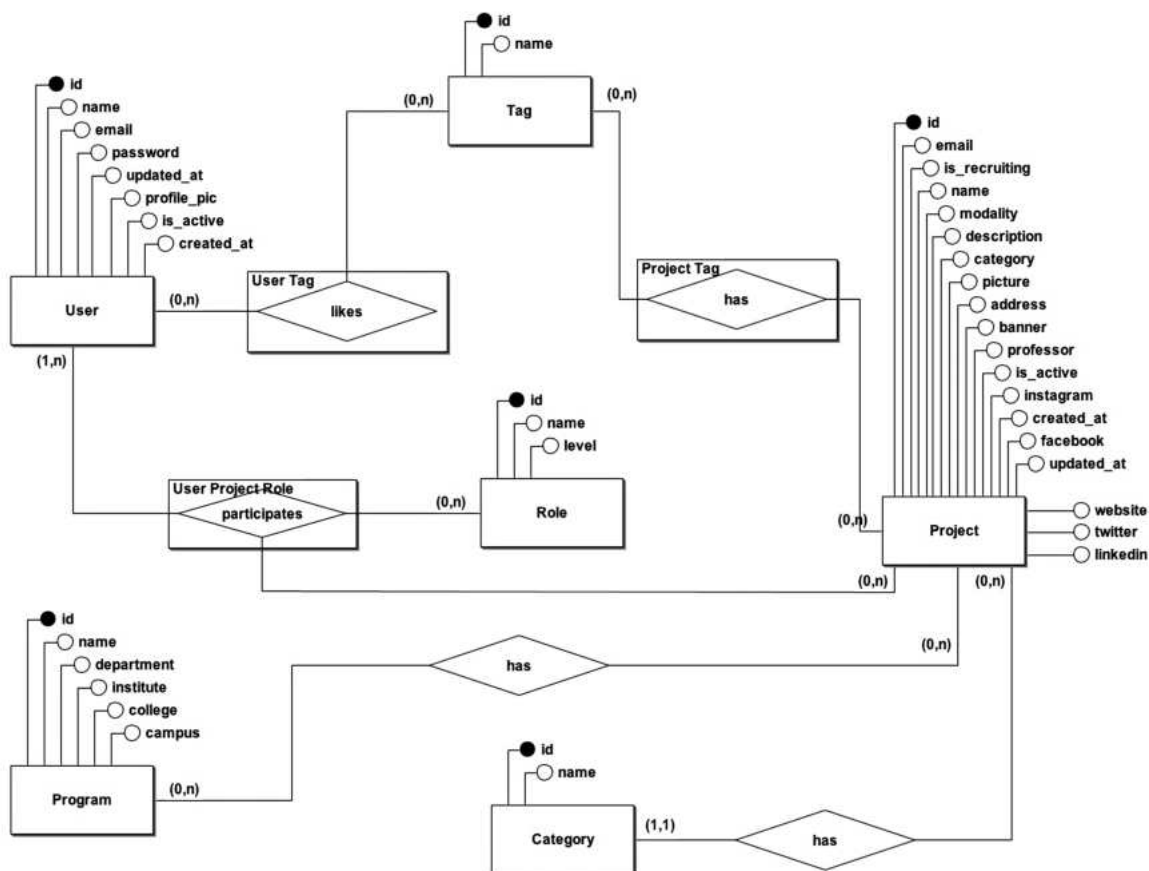 id
name
Tag
(0,n)
(0,n)
id
name
email
password
updated_at
profile_pic
is_active
created_at
User
(0,n)
(1,n)
User Tag
likes
Project Tag
has
id
email
is_recruiting
name
modality
description
category
picture
address
banner
professor
is_active
instagram
created_at
facebook
updated_at
Project
website
twitter
linkedin
(0,n)
(0,n)
(0,n)
(0,n)
id
name
level
Role
(0,n)
User Project Role
participates
id
name
department
institute
college
campus
Program
(0,n)
has
id
name
Category
(1,1)
has